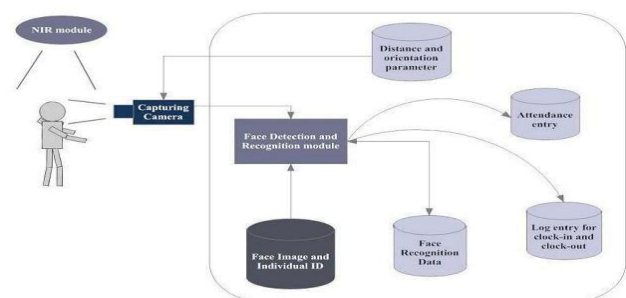 NIR module
Distance and
orientation
parameter
Capturing
Camera
Attendance
entry
Face Detection and
Recognition module
Face Image and
Individual ID
Face
Recognition
Data
Log entry for
clock-in and
clock-out